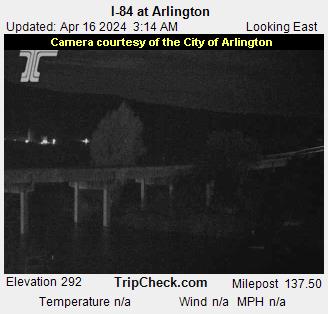 I-84 at Arlington
Updated: Apr 16 2024 3:14 AM Looking East
Camera courtesy of the City of Arlington
Elevation 292 TripCheck.com Milepost 137.50
Temperature n/a Wind n/a MPH n/a